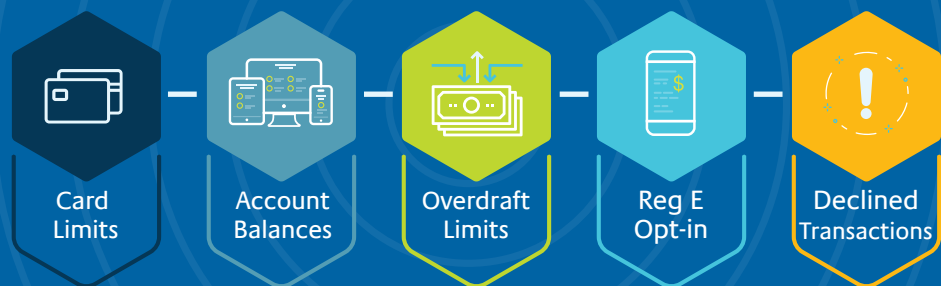 Card
Limits
Account
Balances
Overdraft
Limits
$
Reg E
Opt-in
!
Declined
Transactions